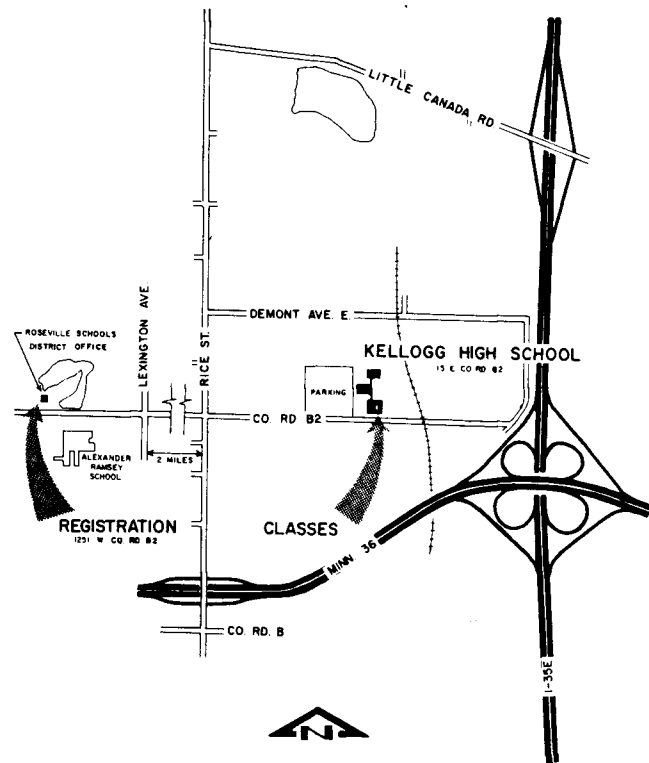 LITTLE CANADA RD
ROSEVILLE SCHOOLS
DISTRICT OFFICE
LEXINGTON AVE.
RICE ST.
DEMONT AVE. E.
KELLOGG HIGH SCHOOL
15 E CO RD B2
PARKING
CO. RD B2
ALEXANDER
RAMSEY
SCHOOL
2 MILES
REGISTRATION
1251 W CO. RD B2
CLASSES
MINN. 36
CO. RD. B
I-35E
N